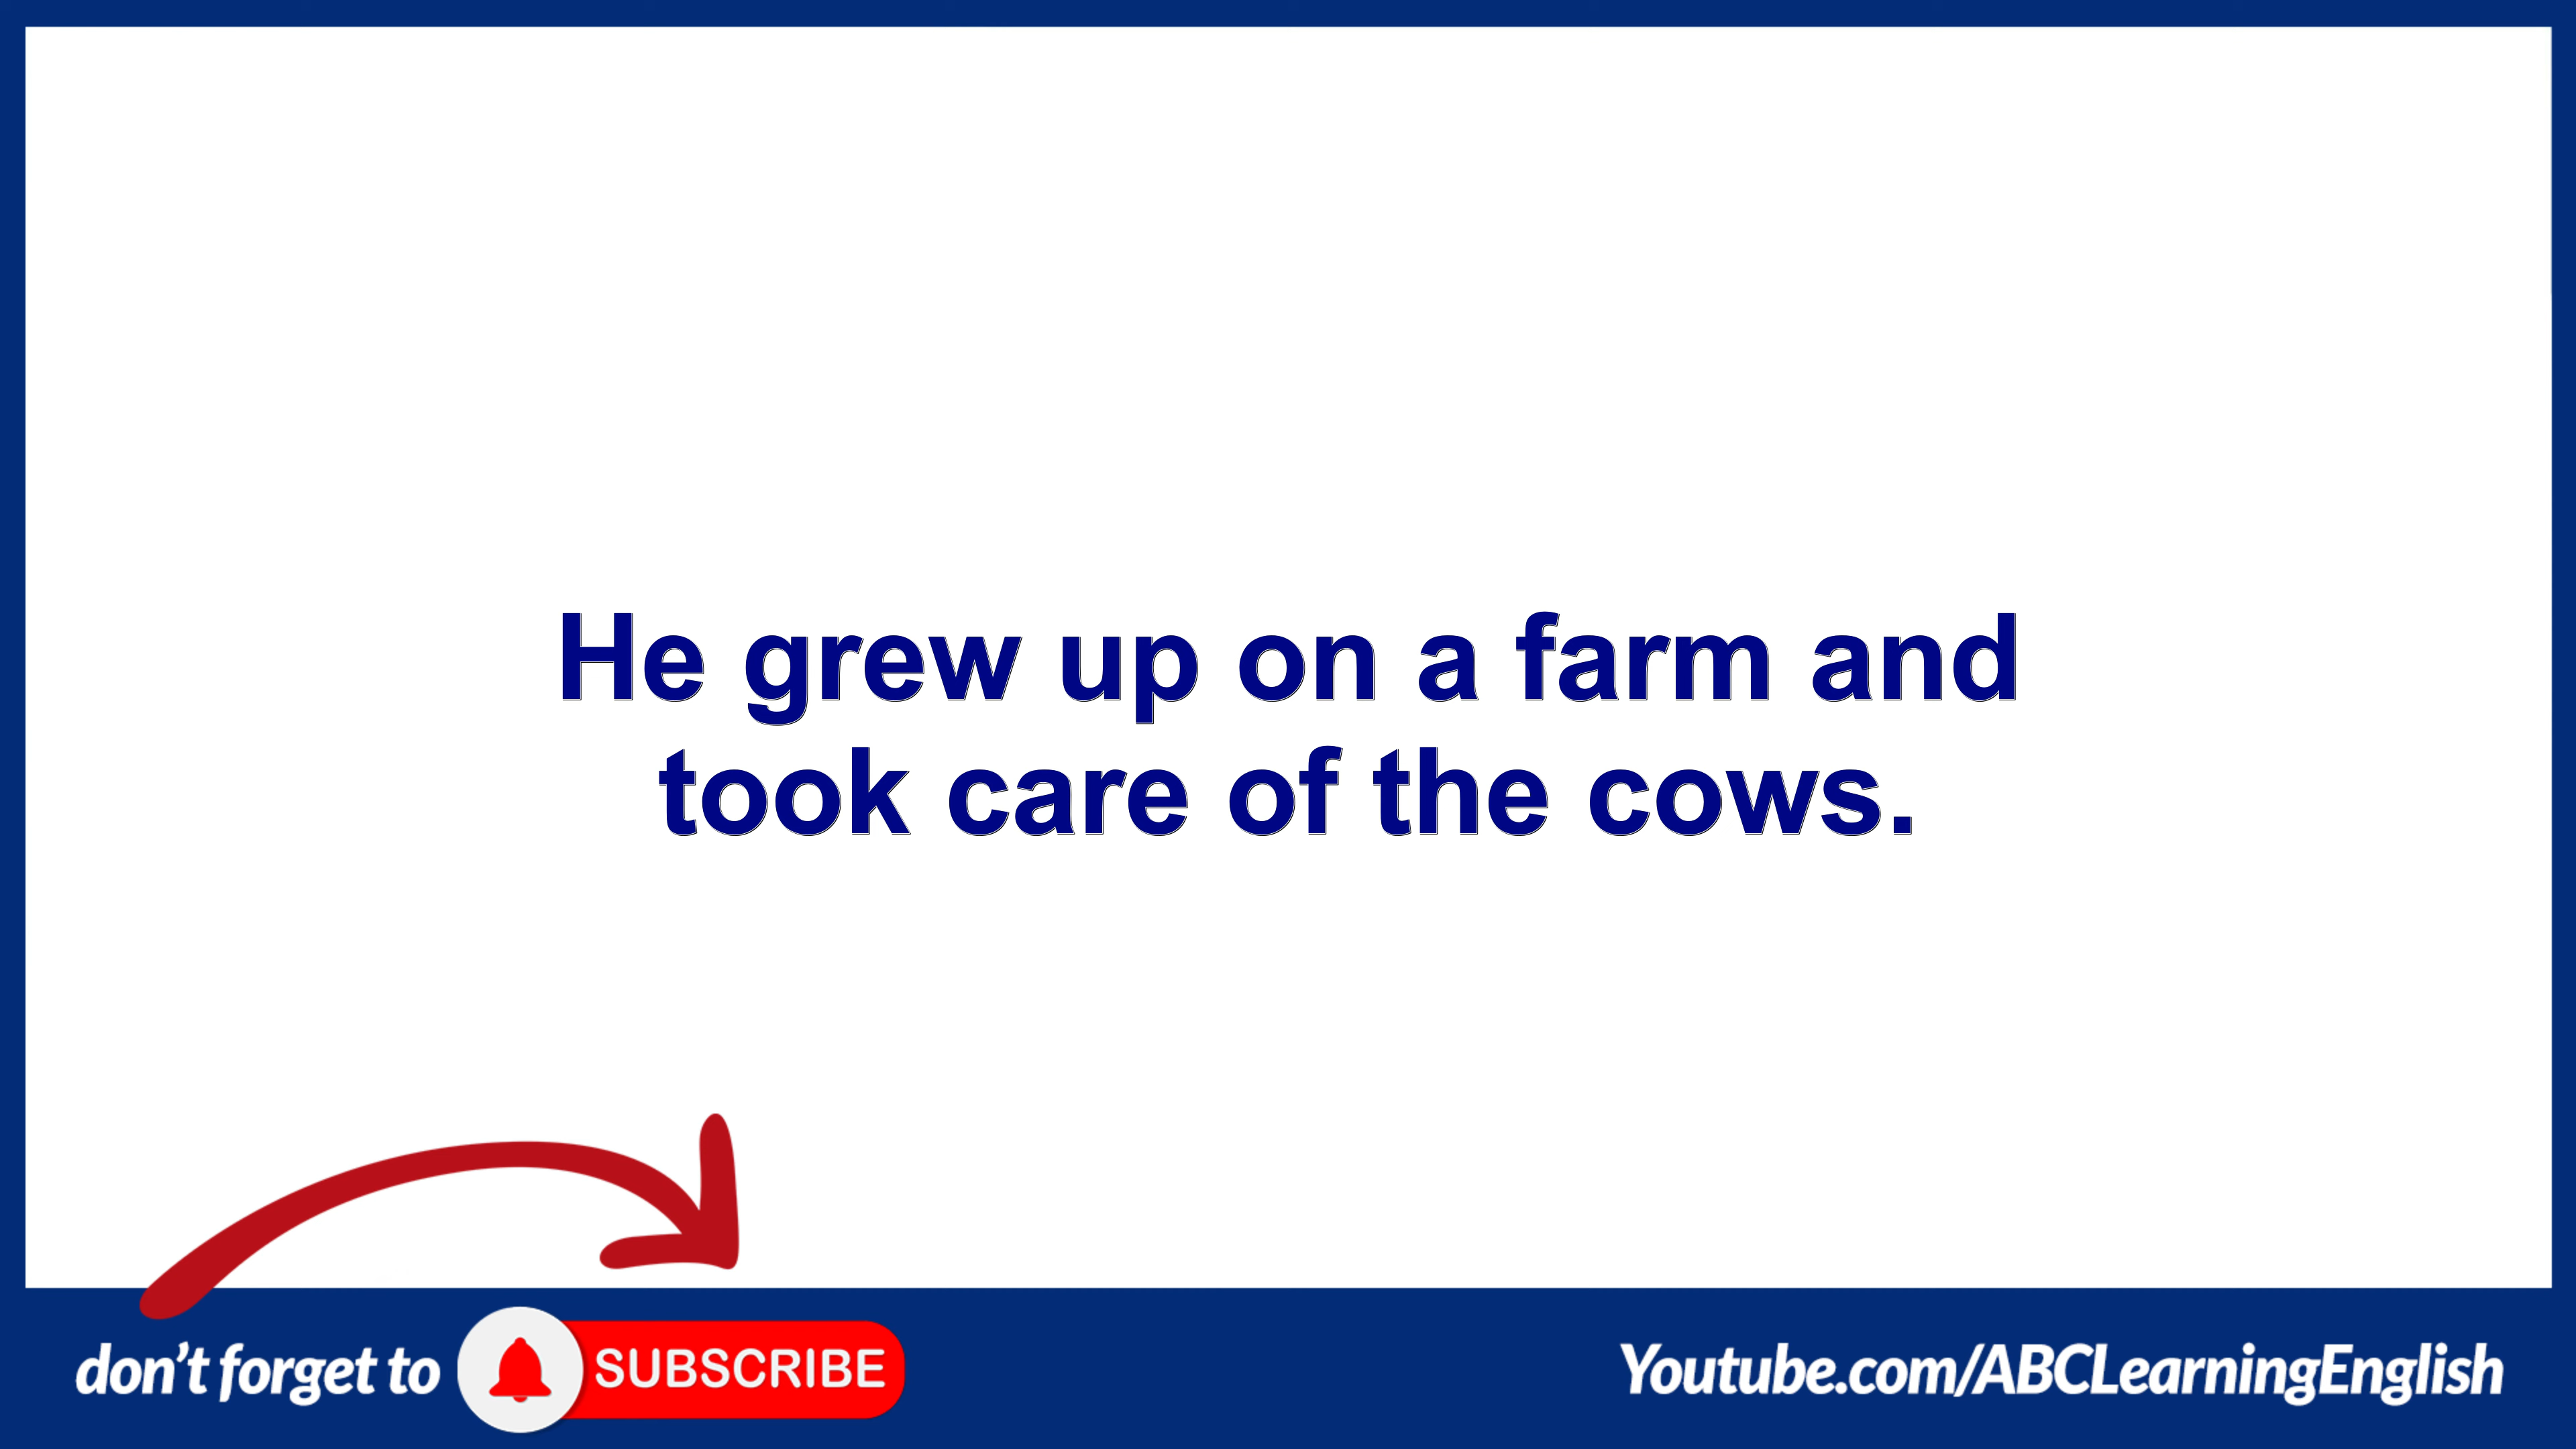 He grew up on a farm and
took care of the cows.
don't forget to SUBSCRIBE
Youtube.com/ABCLearningEnglish